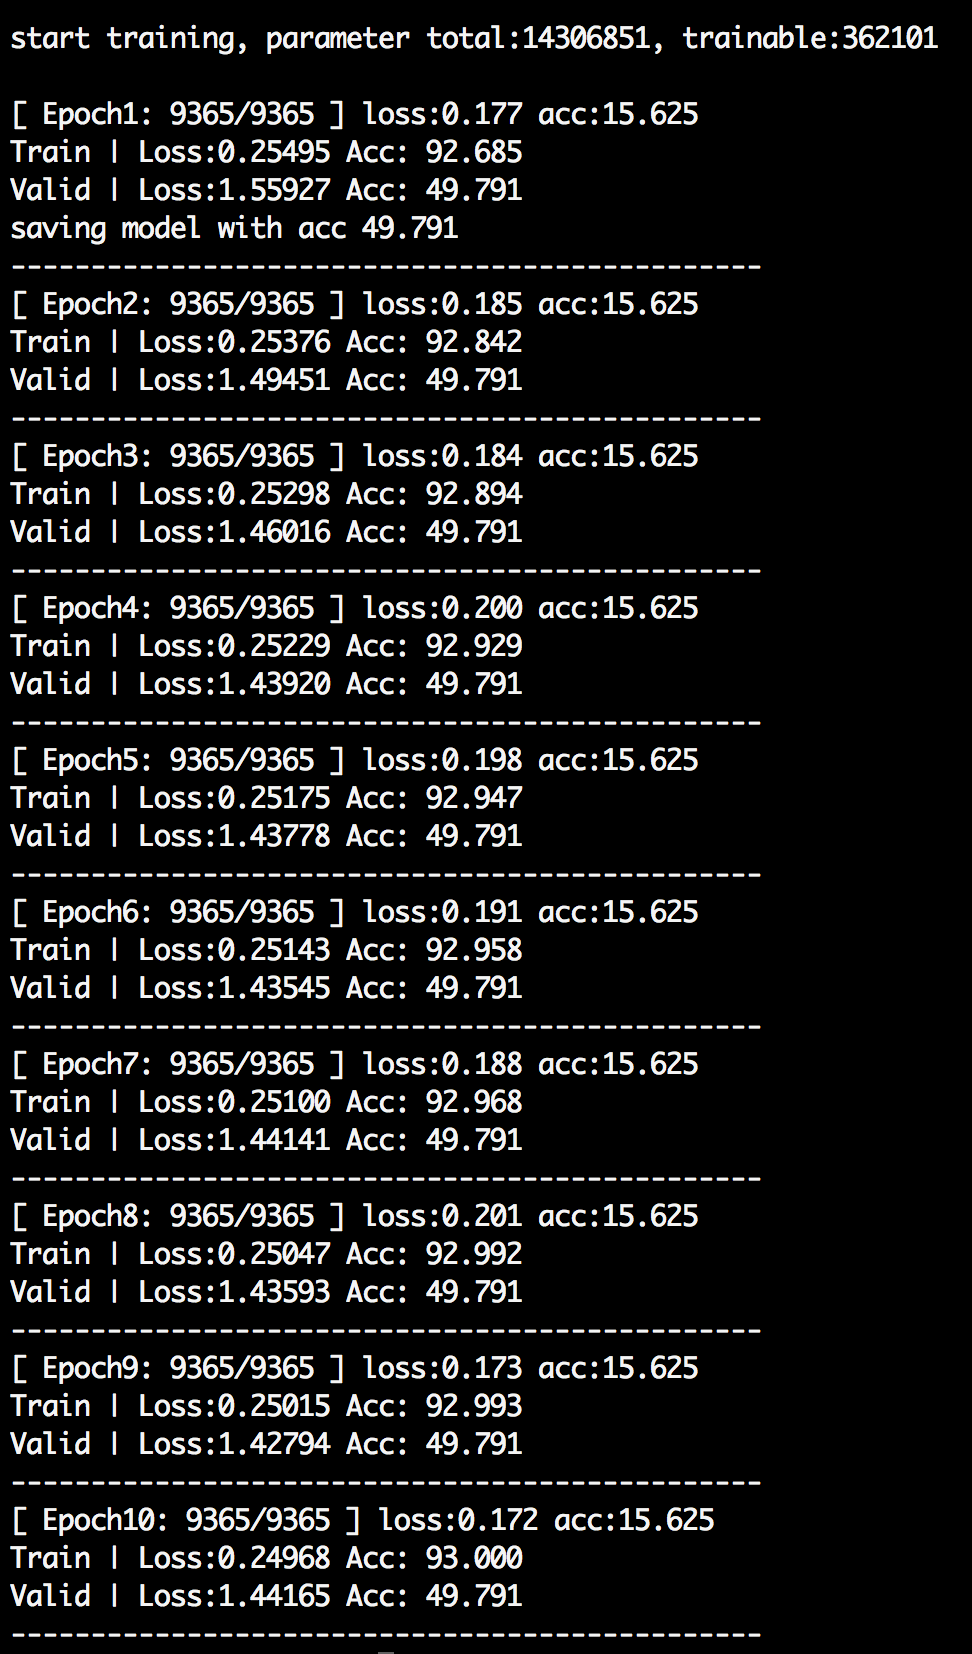 start training, parameter total:14306851, trainable:362101
[ Epoch1: 9365/9365 ] loss:0.177 acc:15.625
Train | Loss:0.25495 Acc: 92.685
Valid | Loss:1.55927 Acc: 49.791
saving model with acc 49.791
-----------------------------------------------
[ Epoch2: 9365/9365 ] loss:0.185 acc:15.625
Train | Loss:0.25376 Acc: 92.842
Valid | Loss:1.49451 Acc: 49.791
-----------------------------------------------
[ Epoch3: 9365/9365 ] loss:0.184 acc:15.625
Train | Loss:0.25298 Acc: 92.894
Valid | Loss:1.46016 Acc: 49.791
-----------------------------------------------
[ Epoch4: 9365/9365 ] loss:0.200 acc:15.625
Train | Loss:0.25229 Acc: 92.929
Valid | Loss:1.43920 Acc: 49.791
-----------------------------------------------
[ Epoch5: 9365/9365 ] loss:0.198 acc:15.625
Train | Loss:0.25175 Acc: 92.947
Valid | Loss:1.43778 Acc: 49.791
-----------------------------------------------
[ Epoch6: 9365/9365 ] loss:0.191 acc:15.625
Train | Loss:0.25143 Acc: 92.958
Valid | Loss:1.43545 Acc: 49.791
-----------------------------------------------
[ Epoch7: 9365/9365 ] loss:0.188 acc:15.625
Train | Loss:0.25100 Acc: 92.968
Valid | Loss:1.44141 Acc: 49.791
-----------------------------------------------
[ Epoch8: 9365/9365 ] loss:0.201 acc:15.625
Train | Loss:0.25047 Acc: 92.992
Valid | Loss:1.43593 Acc: 49.791
-----------------------------------------------
[ Epoch9: 9365/9365 ] loss:0.173 acc:15.625
Train | Loss:0.25015 Acc: 92.993
Valid | Loss:1.42794 Acc: 49.791
-----------------------------------------------
[ Epoch10: 9365/9365 ] loss:0.172 acc:15.625
Train | Loss:0.24968 Acc: 93.000
Valid | Loss:1.44165 Acc: 49.791
-----------------------------------------------